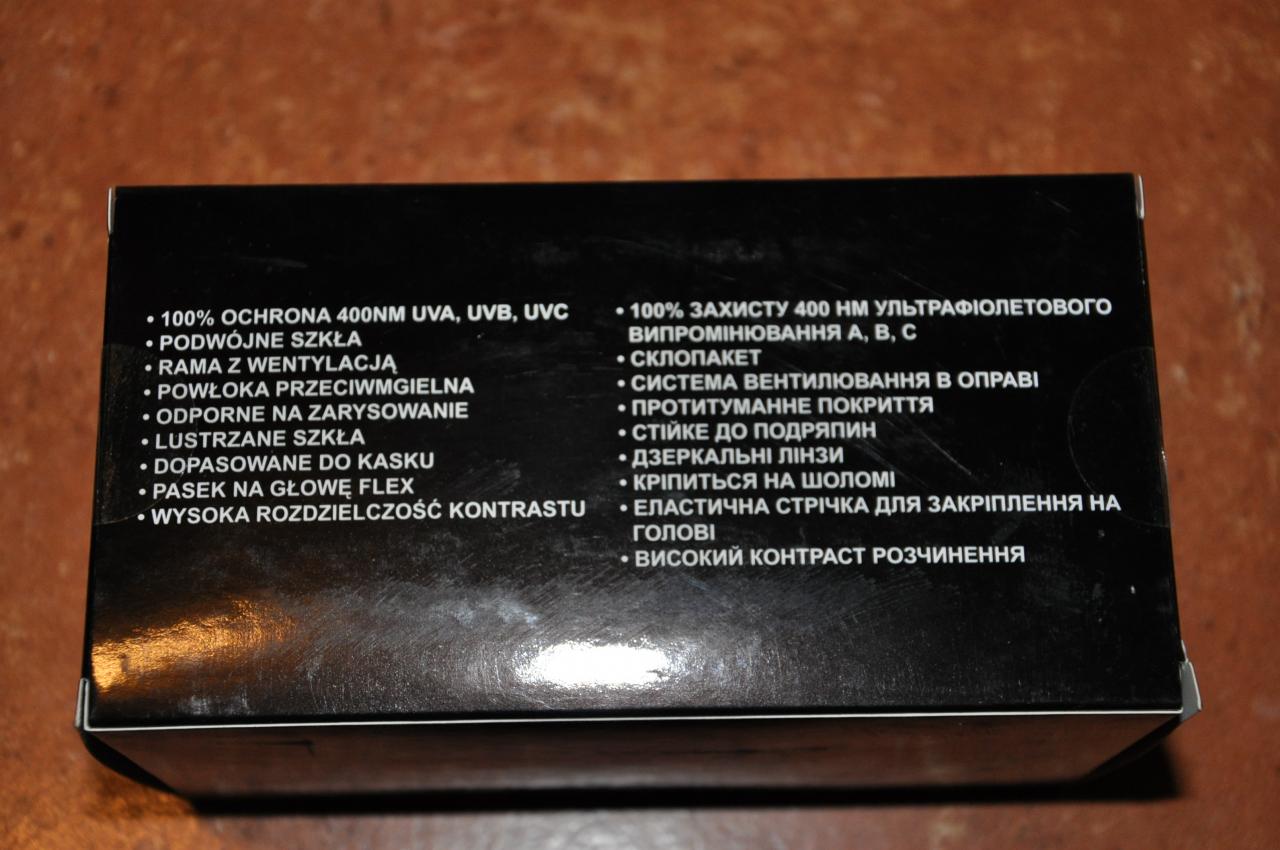 • 100% OCHRONA 400NM UVA, UVB, UVC
• PODWÓJNE SZKŁA
• RAMA Z WENTYLACJĄ
• POWŁOKA PRZECIWMGIELNA
• ODPORNE NA ZARYSOWANIE
• LUSTRZANE SZKŁA
• DOPASOWANE DO KASKU
• PASEK NA GŁOWĘ FLEX
• WYSOKA ROZDZIELCZOŚĆ KONTRASTU
• 100% ЗАХИСТУ 400 НМ УЛЬТРАФІОЛЕТОВОГО
ВИПРОМІНЮВАННЯ А, В, С
• СКЛОПАКЕТ
• СИСТЕМА ВЕНТИЛЮВАННЯ В ОПРАВІ
• ПРОТИТУМАННЕ ПОКРИТТЯ
• СТІЙКЕ ДО ПОДРЯПИН
• ДЗЕРКАЛЬНІ ЛІНЗИ
• КРІПИТЬСЯ НА ШОЛОМІ
• ЕЛАСТИЧНА СТРІЧКА ДЛЯ ЗАКРІПЛЕННЯ НА
ГОЛОВІ
• ВИСОКИЙ КОНТРАСТ РОЗЧИНЕННЯ